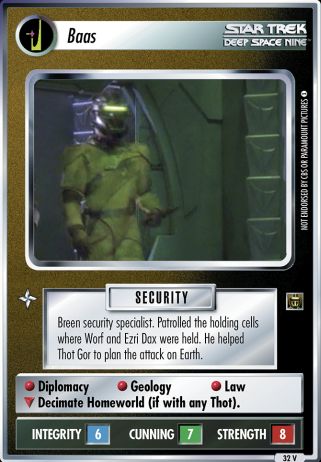 Baas
STAR TREK
DEEP SPACE NINE
NOT ENDORSED BY CBS OR PARAMOUNT PICTURES
SECURITY
Breen security specialist. Patrolled the holding cells
where Worf and Ezri Dax were held. He helped
Thot Gor to plan the attack on Earth.
Diplomacy Geology Law
Decimate Homeworld (if with any Thot).
INTEGRITY 6 CUNNING 7 STRENGTH 8
32 V